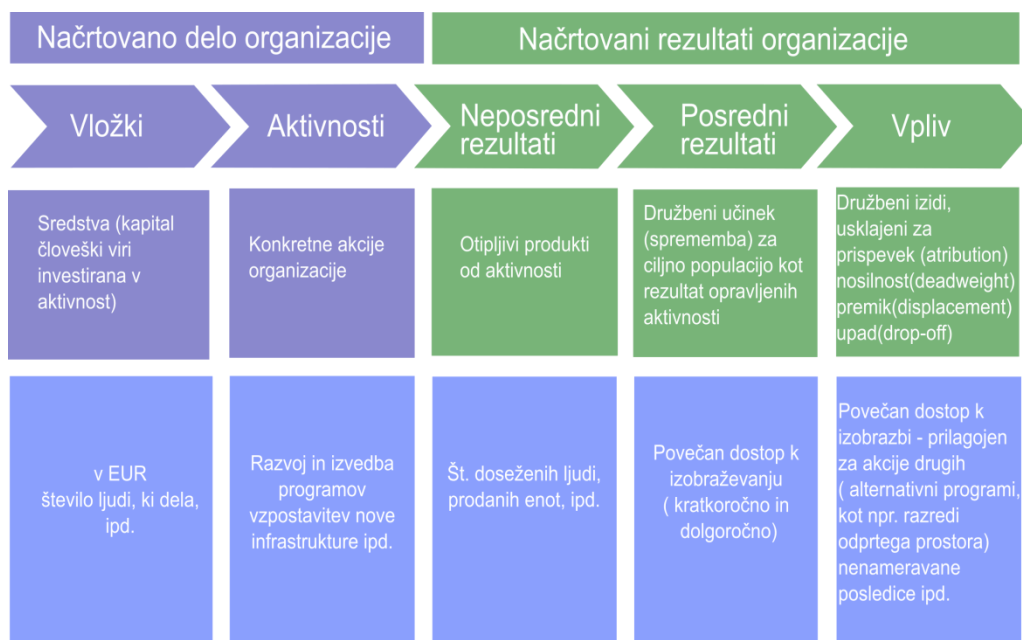 Načrtovano delo organizacije
Načrtovani rezultati organizacije
Vložki
Aktivnosti
Neposredni
rezultati
Posredni
rezultati
Vpliv
Sredstva (kapital
človeški viri
investirana v
aktivnost)
Konkretne akcije
organizacije
Otipljivi produkti
od aktivnosti
Družbeni učinek
(sprememba) za
ciljno populacijo kot
rezultat opravljenih
aktivnosti
Družbeni izidi,
usklajeni za
prispevek (atribution)
nosilnost(deadweight)
premik(displacement)
upad(drop-off)
v EUR
število ljudi, ki dela,
ipd.
Razvoj in izvedba
programov
vzpostavitev nove
infrastrukture ipd.
Št. doseženih ljudi,
prodanih enot, ipd.
Povečan dostop k
izobraževanju
( kratkoročno in
dolgoročno)
Povečan dostop k
izobrazbi - prilagojen
za akcije drugih
( alternativni programi,
kot npr. razredi
odprtega prostora)
nenameravane
posledice ipd.